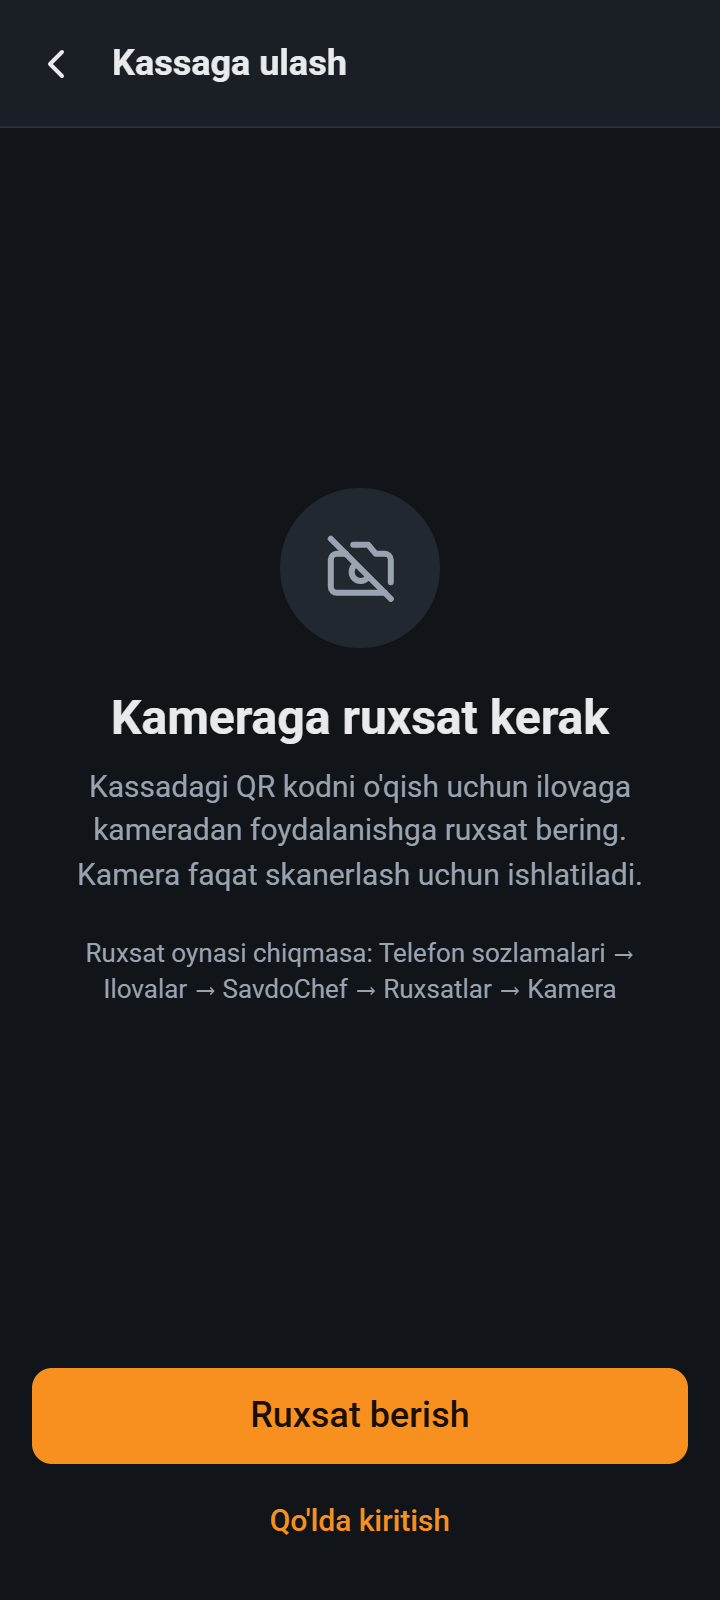 Kassaga ulash
Kameraga ruxsat kerak
Kassadagi QR kodni o'qish uchun ilovaga
kameradan foydalanishga ruxsat bering.
Kamera faqat skanerlash uchun ishlatiladi.
Ruxsat oynasi chiqmasa: Telefon sozlamalari →
Ilovalar → SavdoChef → Ruxsatlar → Kamera
Ruxsat berish
Qo'lda kiritish